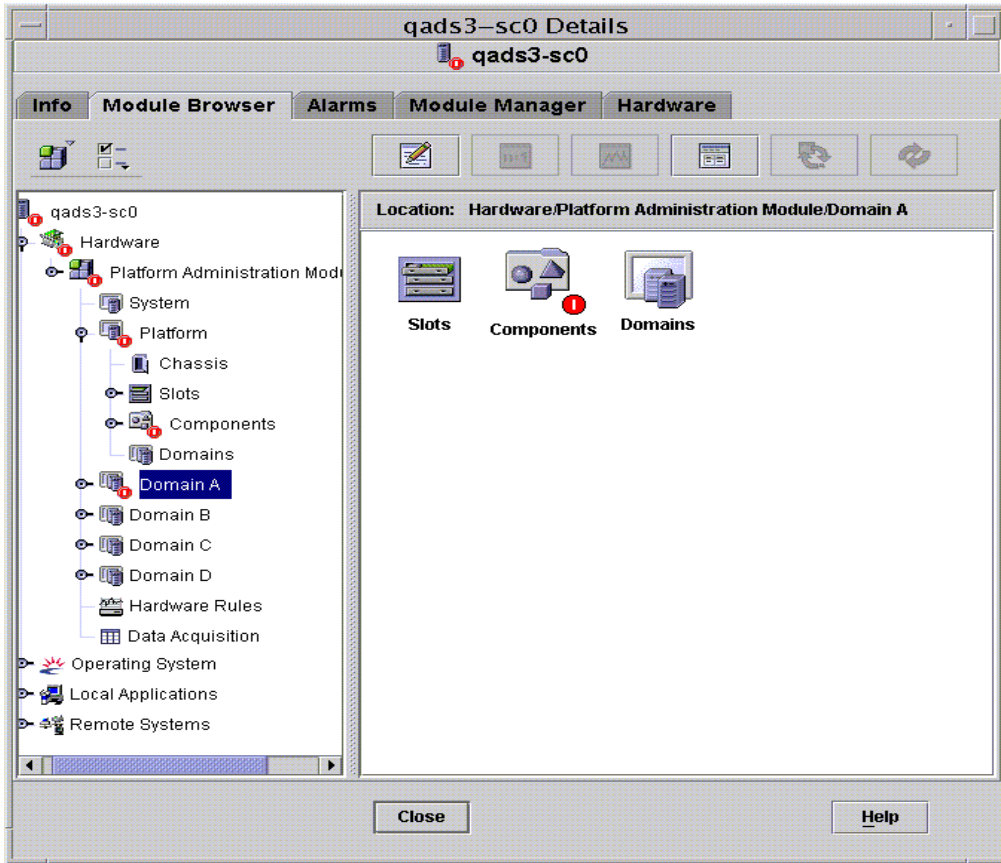 qads3-sc0 Details
qads3-sc0
Info Module Browser Alarms Module Manager Hardware
Location: Hardware/Platform Administration Module/Domain A
qads3-sc0
Hardware
Platform Administration Modu
System
Platform
Chassis
Slots
Components
Domains
Domain A
Domain B
Domain C
Domain D
Hardware Rules
Data Acquisition
Operating System
Local Applications
Remote Systems
Slots Components Domains
Close Help